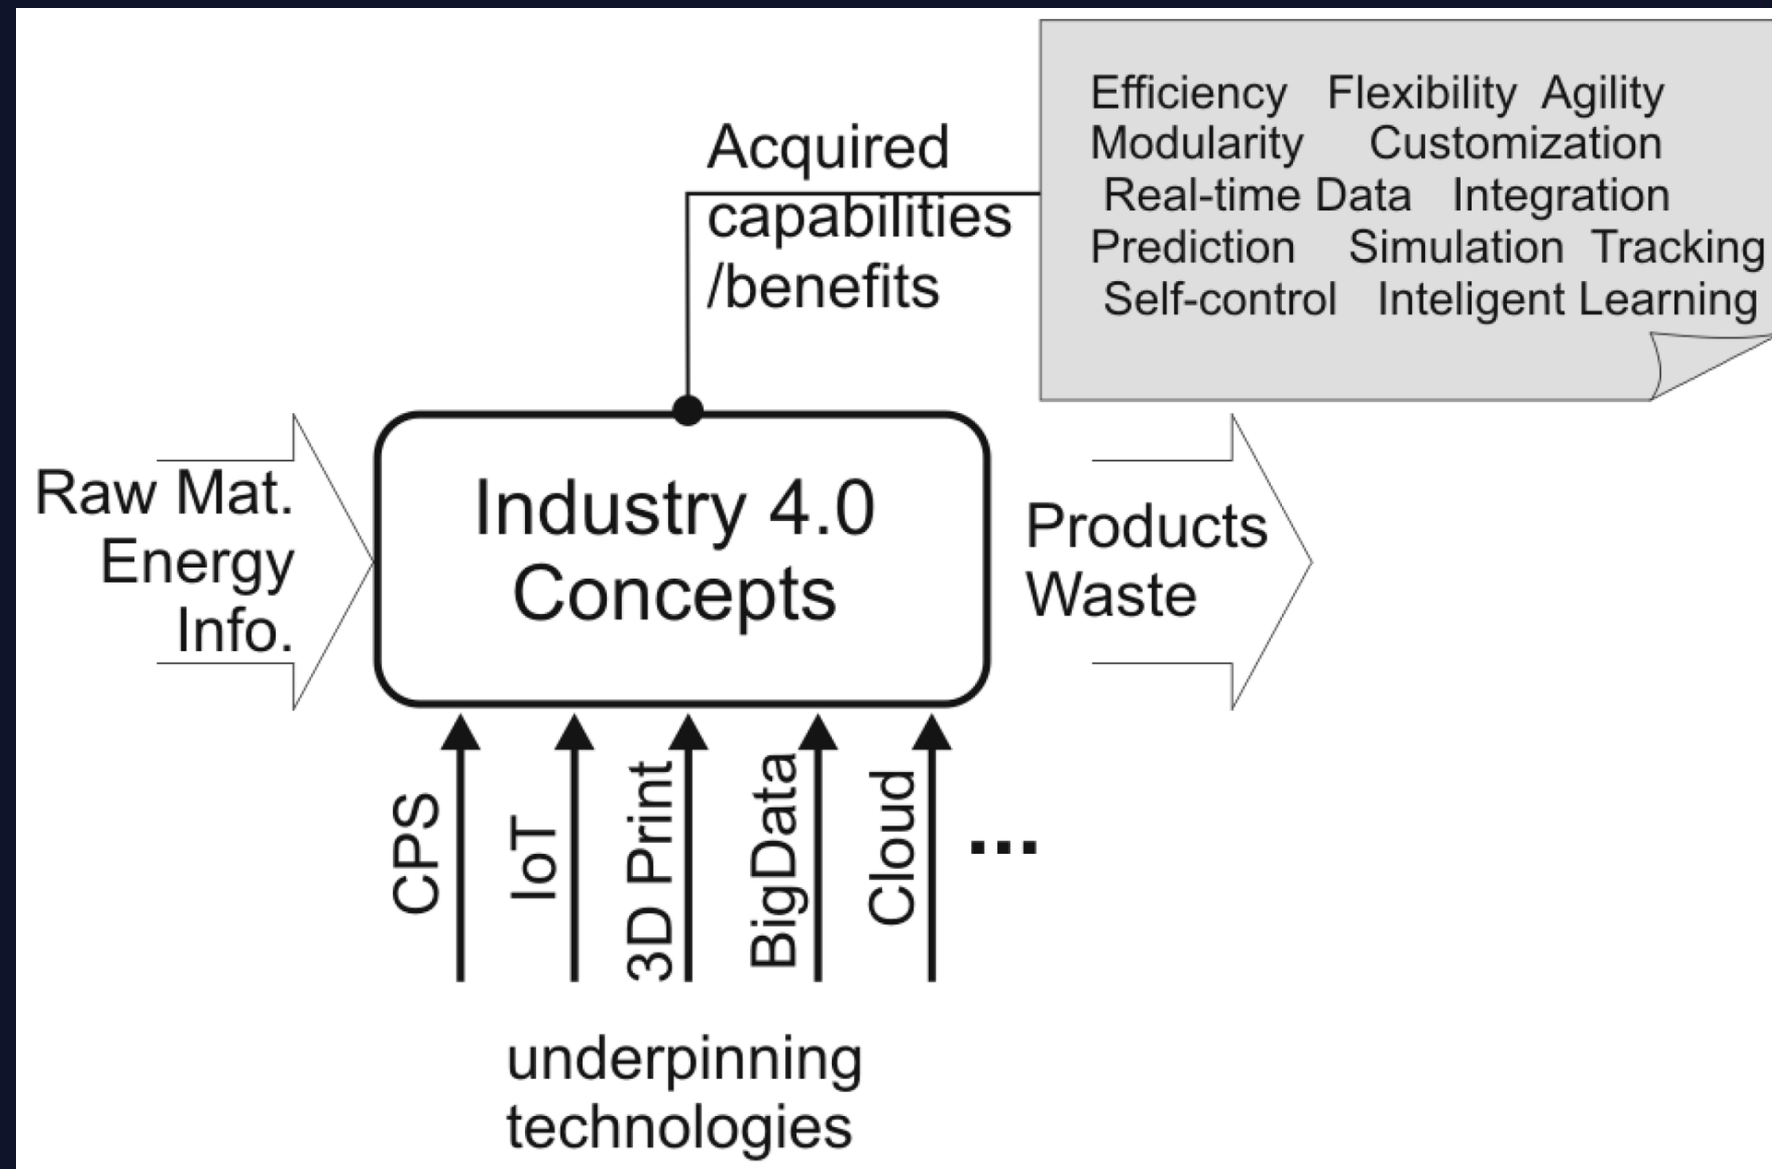 Efficiency Flexibility Agility
Modularity Customization
Real-time Data Integration
Prediction Simulation Tracking
Self-control Inteligent Learning
Acquired
capabilities
/benefits
Raw Mat.
Energy
Info.
Industry 4.0
Concepts
Products
Waste
CPS
IoT
3D Print
BigData
Cloud
...
underpinning
technologies